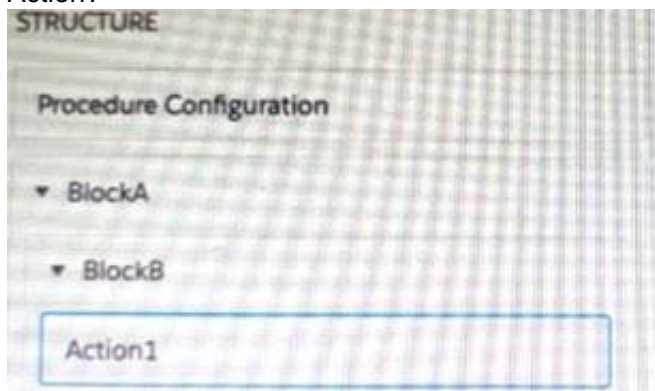 STRUCTURE
Procedure Configuration
BlockA
BlockB
Action1